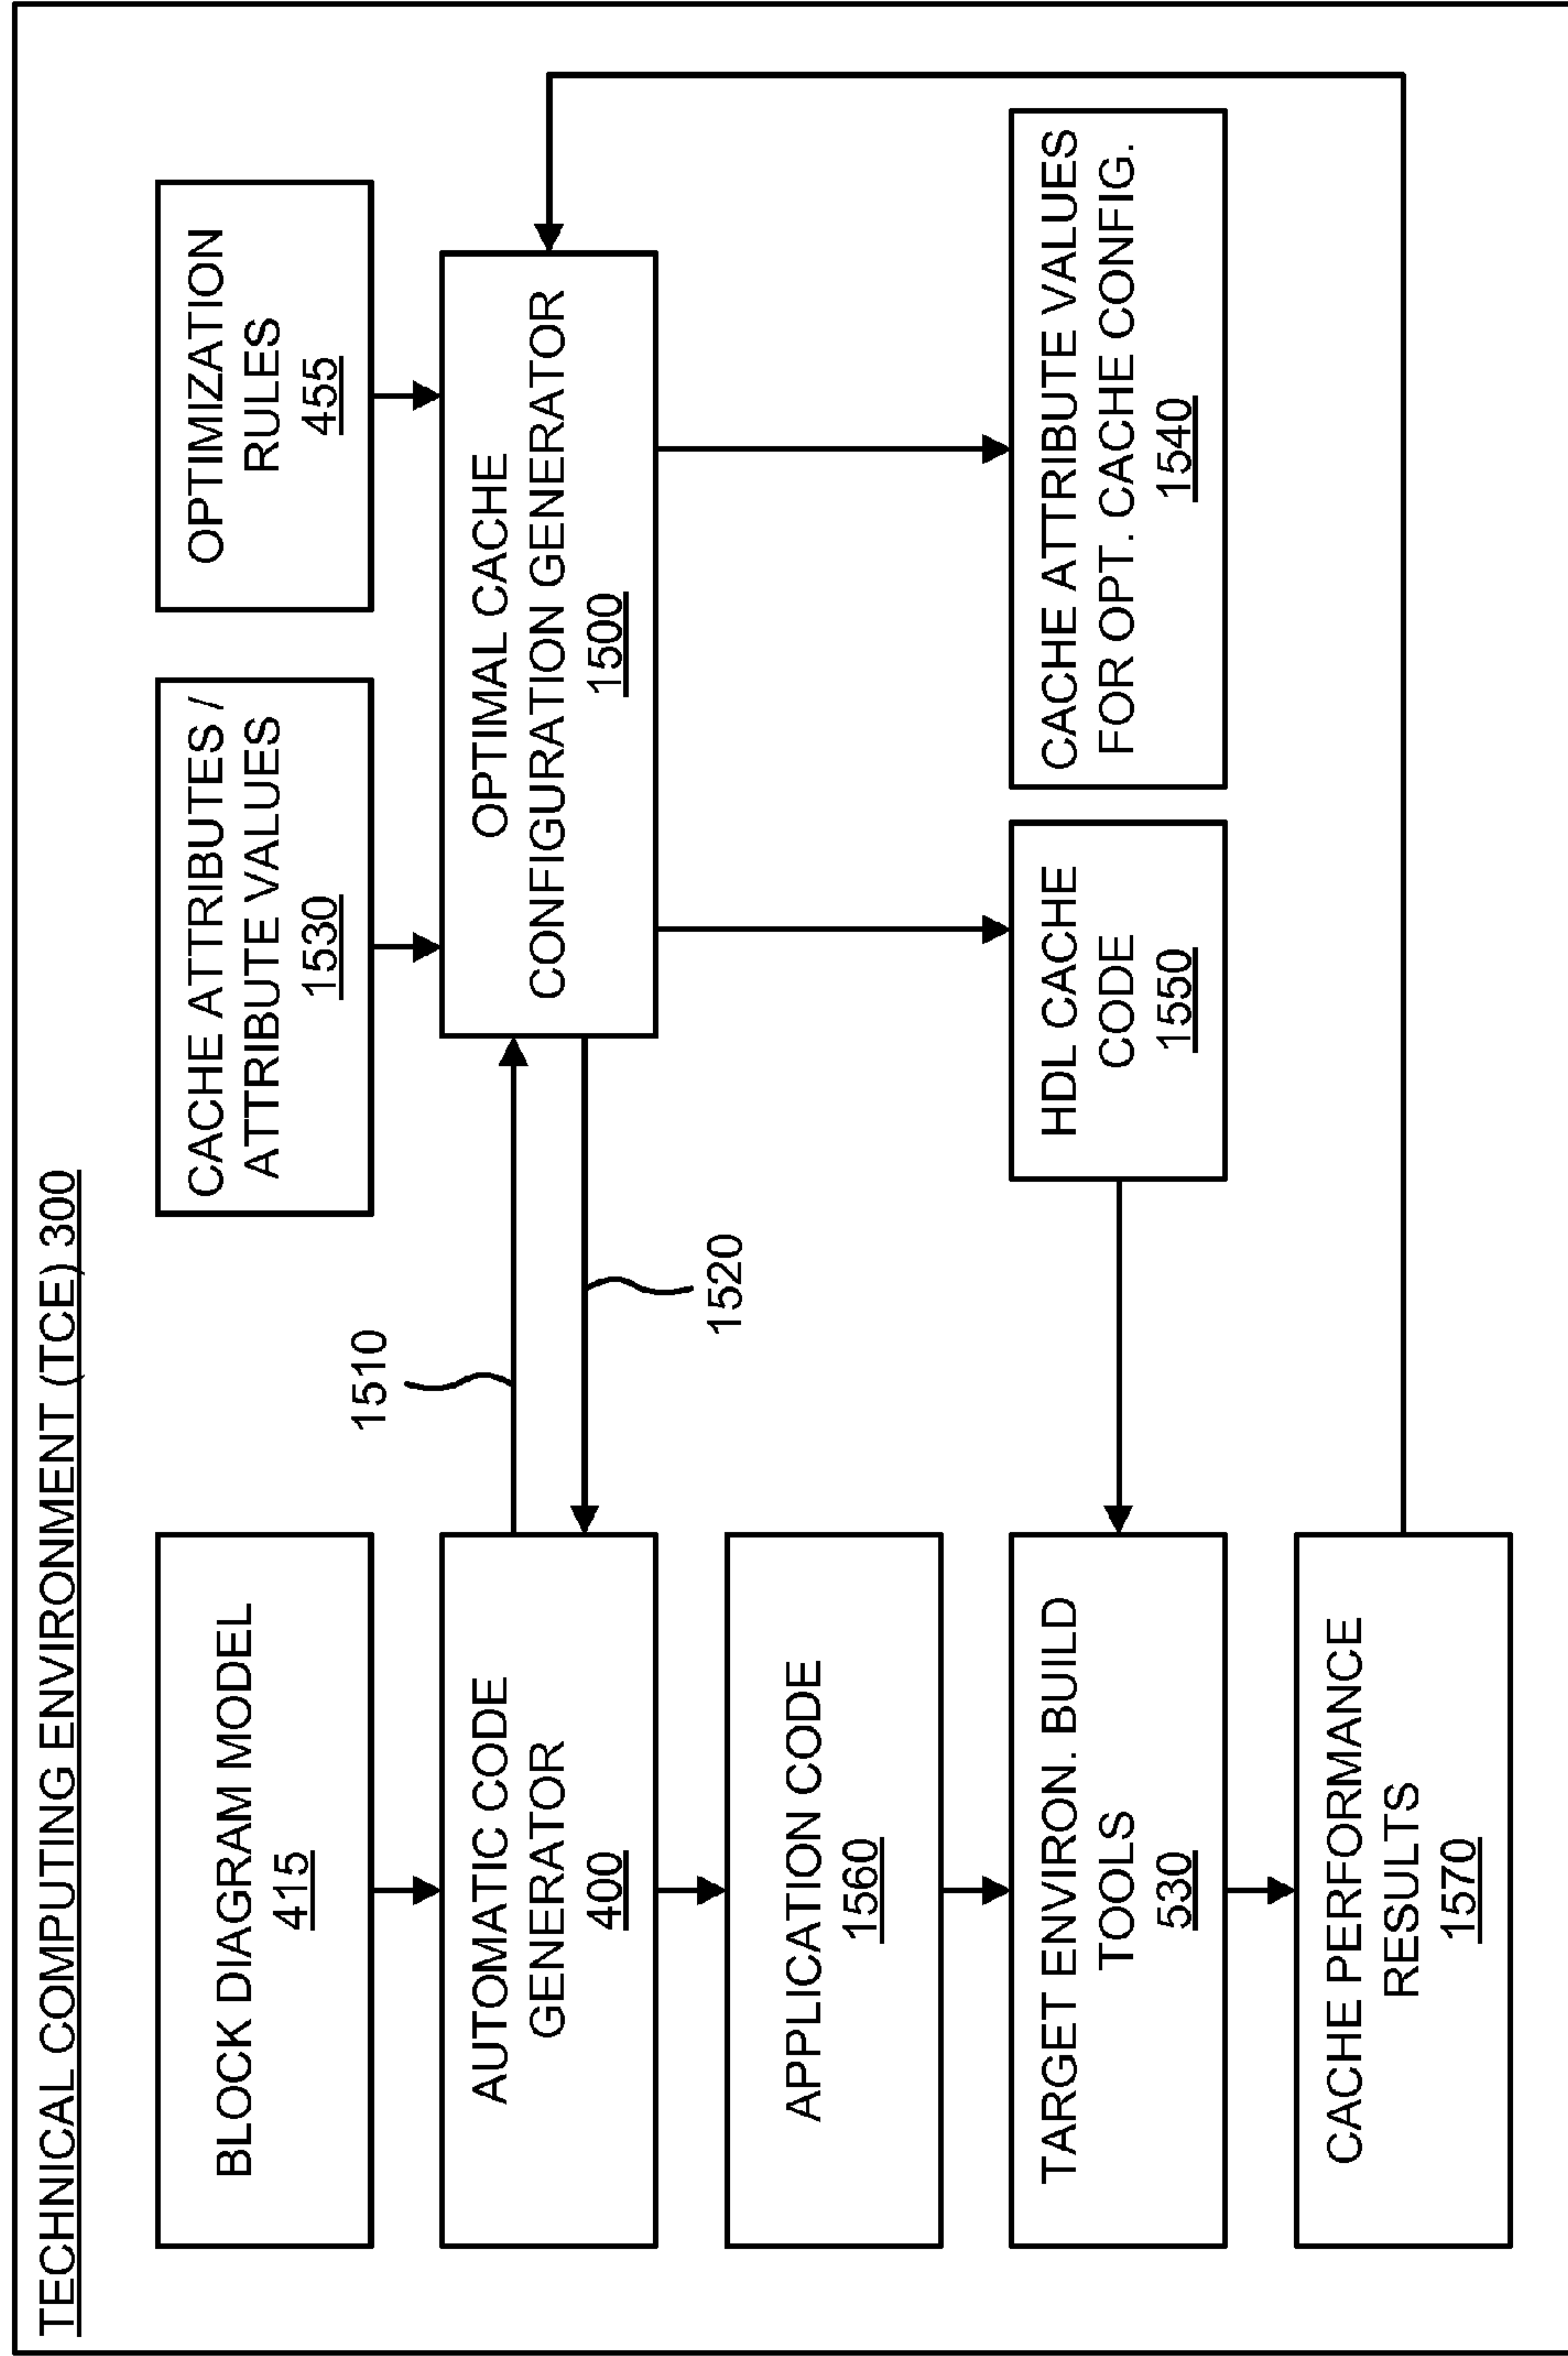 TECHNICAL COMPUTING ENVIRONMENT (TCE) 300
BLOCK DIAGRAM MODEL
415
CACHE ATTRIBUTES /
ATTRIBUTE VALUES
1530
OPTIMIZATION
RULES
455
AUTOMATIC CODE
GENERATOR
400
1510
1520
OPTIMAL CACHE
CONFIGURATION GENERATOR
1500
APPLICATION CODE
1560
TARGET ENVIRON. BUILD
TOOLS
530
HDL CACHE
CODE
1550
CACHE ATTRIBUTE VALUES
FOR OPT. CACHE CONFIG.
1540
CACHE PERFORMANCE
RESULTS
1570